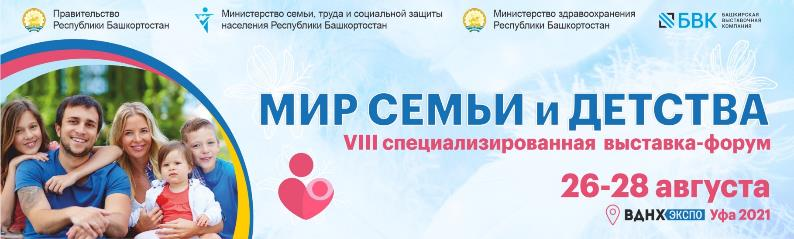 Правительство
Республики Башкортостан
Министерство семьи, труда и социальной защиты
населения Республики Башкортостан
Министерство здравоохранения
Республики Башкортостан
БВК
БАШКИРСКАЯ
ВЫСТАВОЧНАЯ
КОМПАНИЯ
МИР СЕМЬИ и ДЕТСТВА
VIII специализированная выставка-форум
26-28 августа
ВДНХ ЭКСПО Уфа 2021